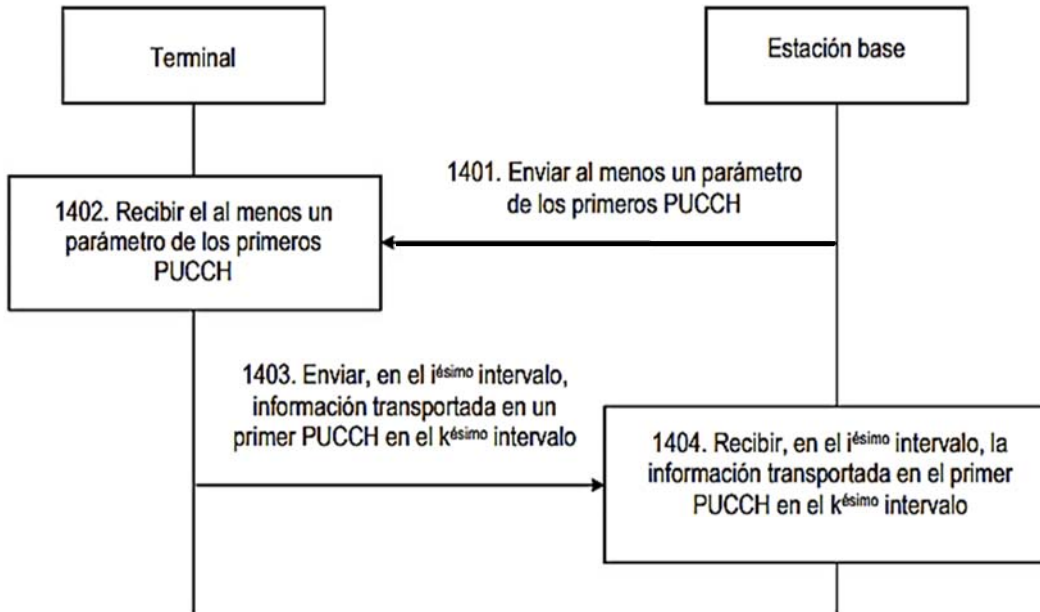 Terminal
Estación base
1401. Enviar al menos un parámetro
de los primeros PUCCH
1402. Recibir el al menos un
parámetro de los primeros
PUCCH
1403. Enviar, en el iésimo intervalo,
información transportada en un
primer PUCCH en el késimo intervalo
1404. Recibir, en el iésimo intervalo, la
información transportada en el primer
PUCCH en el késimo intervalo